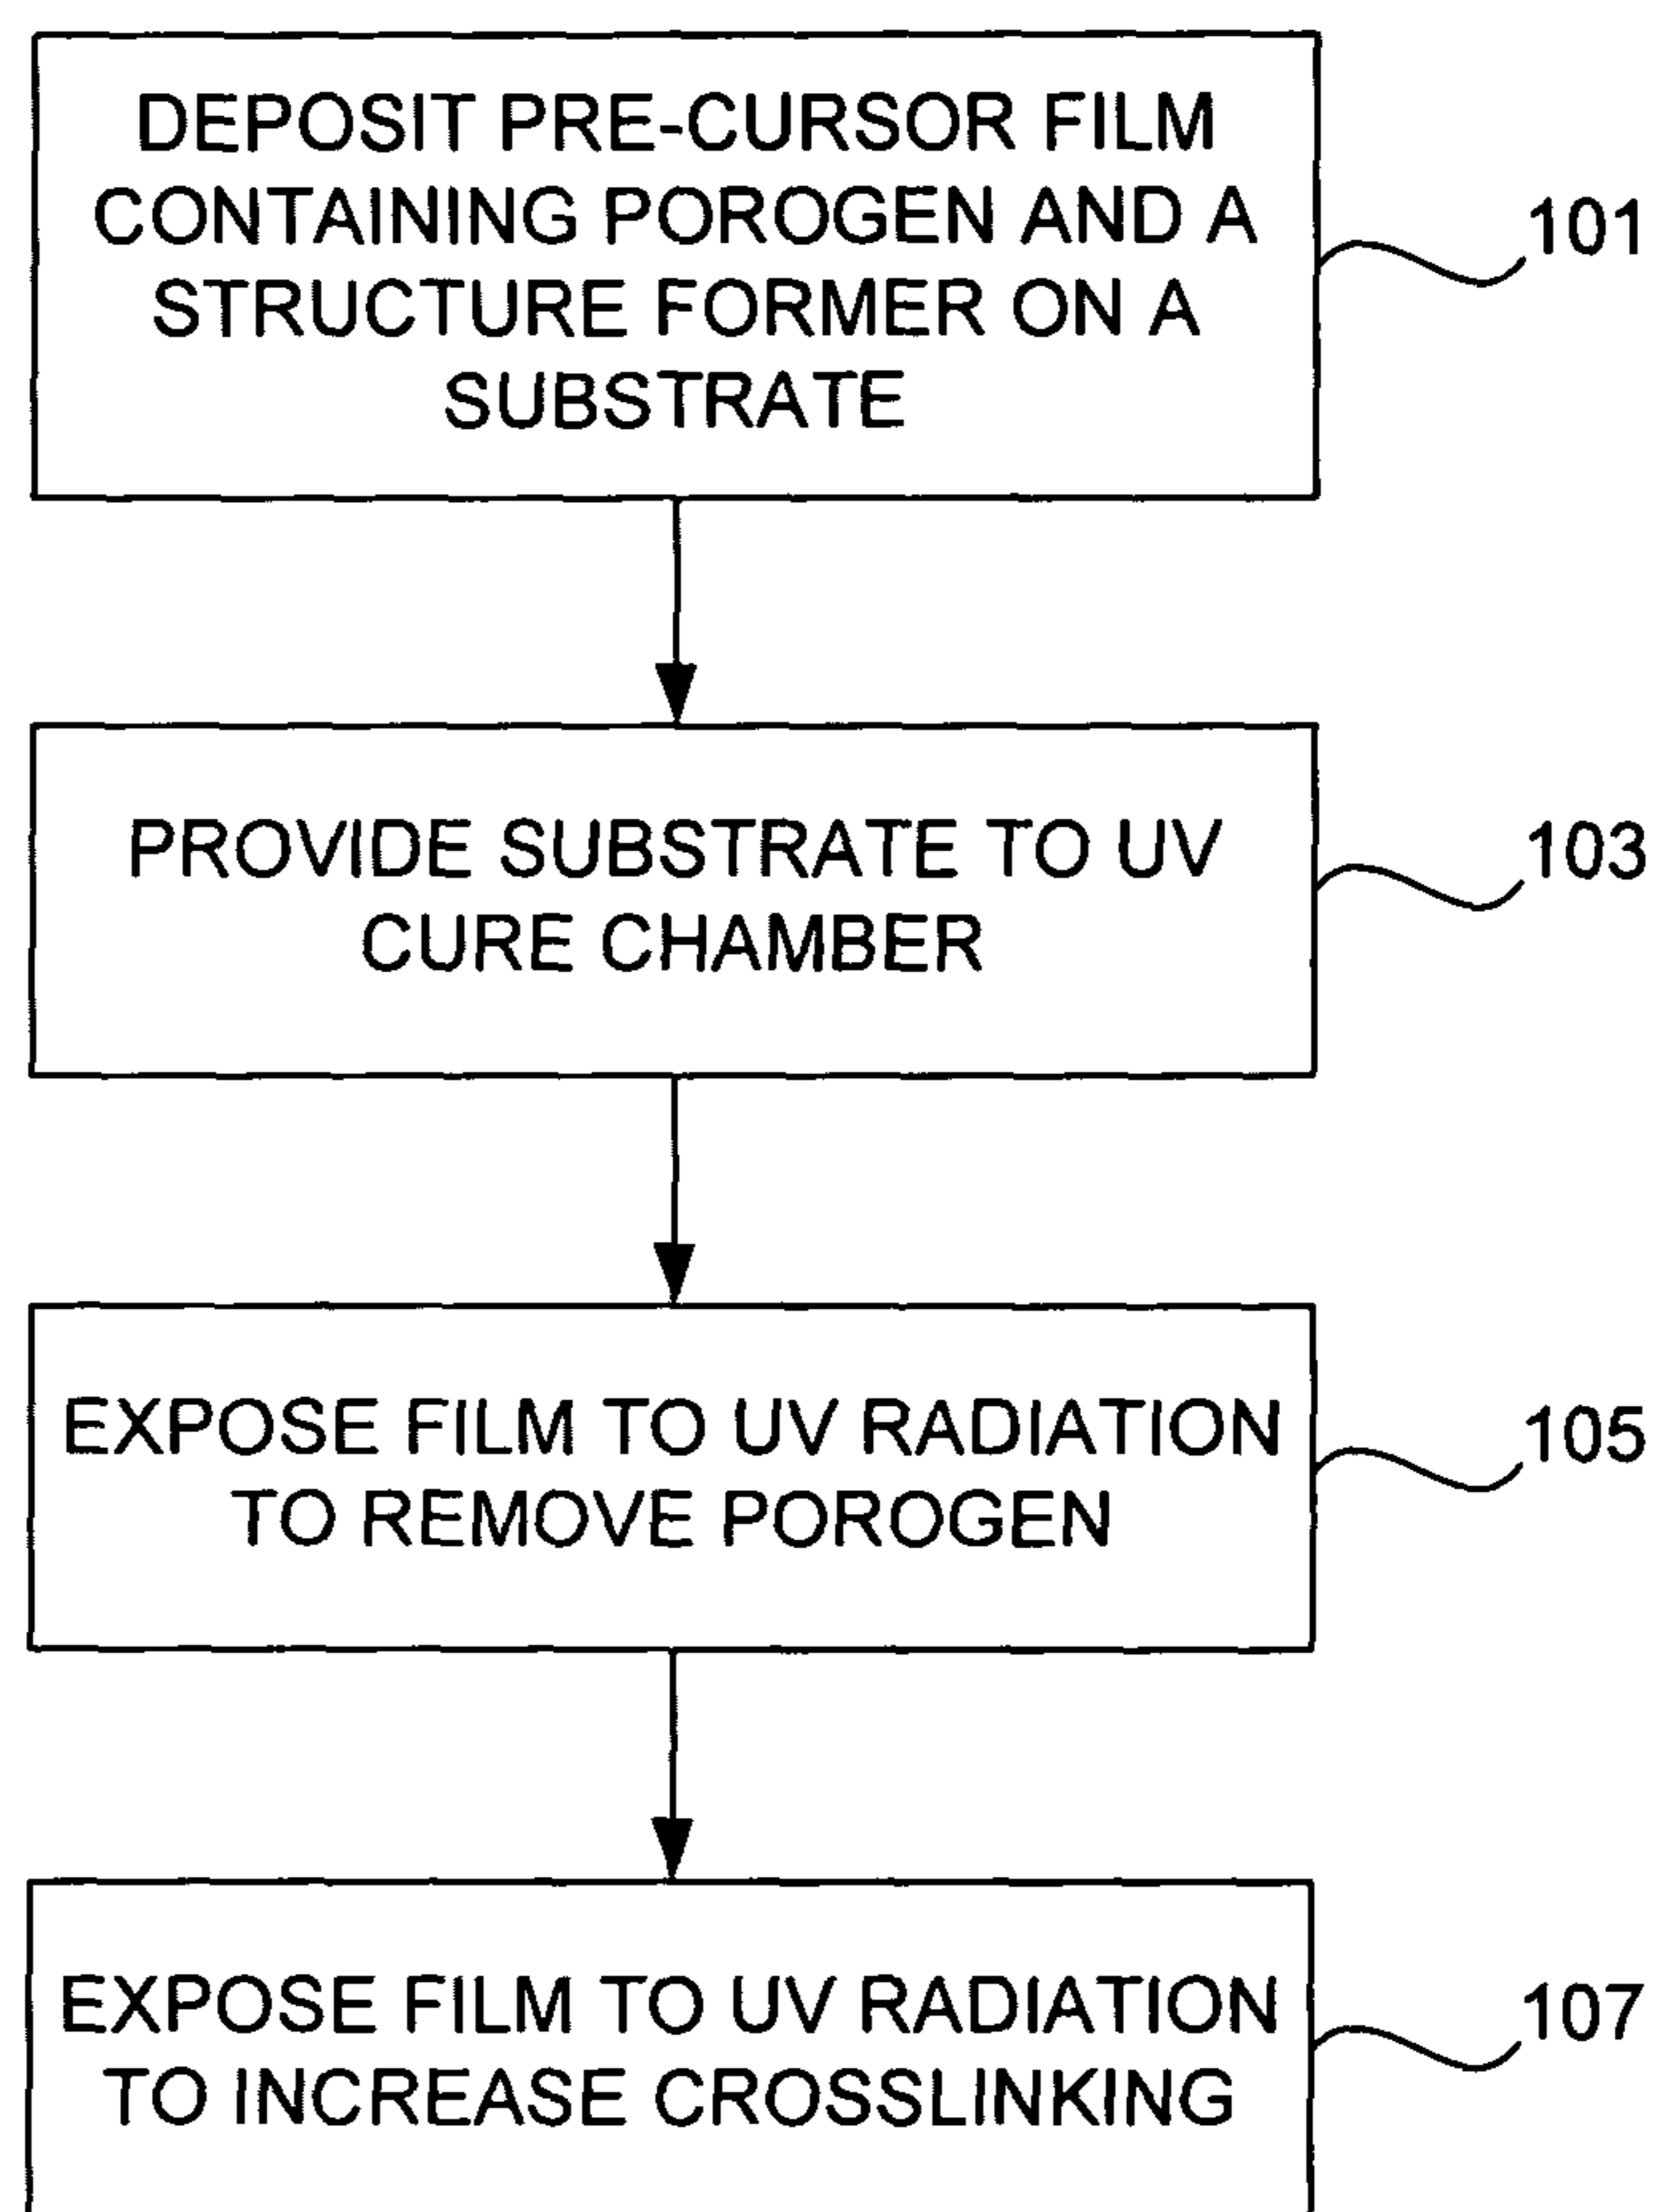 DEPOSIT PRE-CURSOR FILM
CONTAINING POROGEN AND A
STRUCTURE FORMER ON A
SUBSTRATE
101
PROVIDE SUBSTRATE TO UV
CURE CHAMBER
103
EXPOSE FILM TO UV RADIATION
TO REMOVE POROGEN
105
EXPOSE FILM TO UV RADIATION
TO INCREASE CROSSLINKING
107